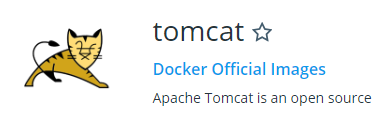 tomcat
Docker Official Images
Apache Tomcat is an open source